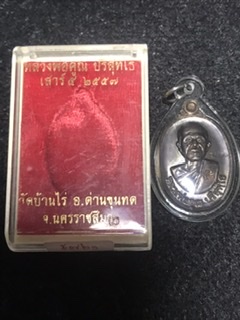 หลวงพ่อคูณ ปริสุทโธ
เสาร์ ๕ ๒๕๕๗
วัดบ้านไร่ อ.ด่านขุนทด
จ.นครราชสีมา